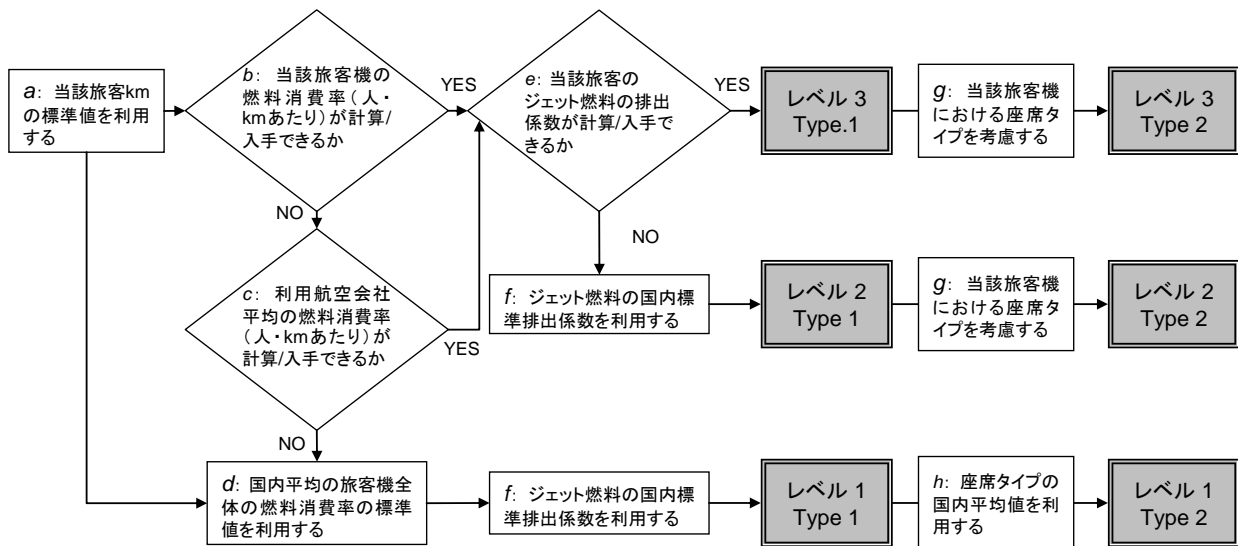 a: 当該旅客km
の標準値を利用
する
b: 当該旅客機の
燃料消費率(人・
kmあたり)が計算/
入手できるか
YES
e: 当該旅客の
ジェット燃料の排出
係数が計算/入手で
きるか
YES
レベル 3
Type.1
g: 当該旅客機
における座席タ
イプを考慮する
レベル 3
Type 2
NO
NO
c: 利用航空会社
平均の燃料消費率
(人・kmあたり)が
計算/入手できるか
YES
f: ジェット燃料の国内標
準排出係数を利用する
レベル 2
Type 1
g: 当該旅客機
における座席タ
イプを考慮する
レベル 2
Type 2
NO
d: 国内平均の旅客機全
体の燃料消費率の標準
値を利用する
f: ジェット燃料の国内標
準排出係数を利用する
レベル 1
Type 1
h: 座席タイプの
国内平均値を利
用する
レベル 1
Type 2